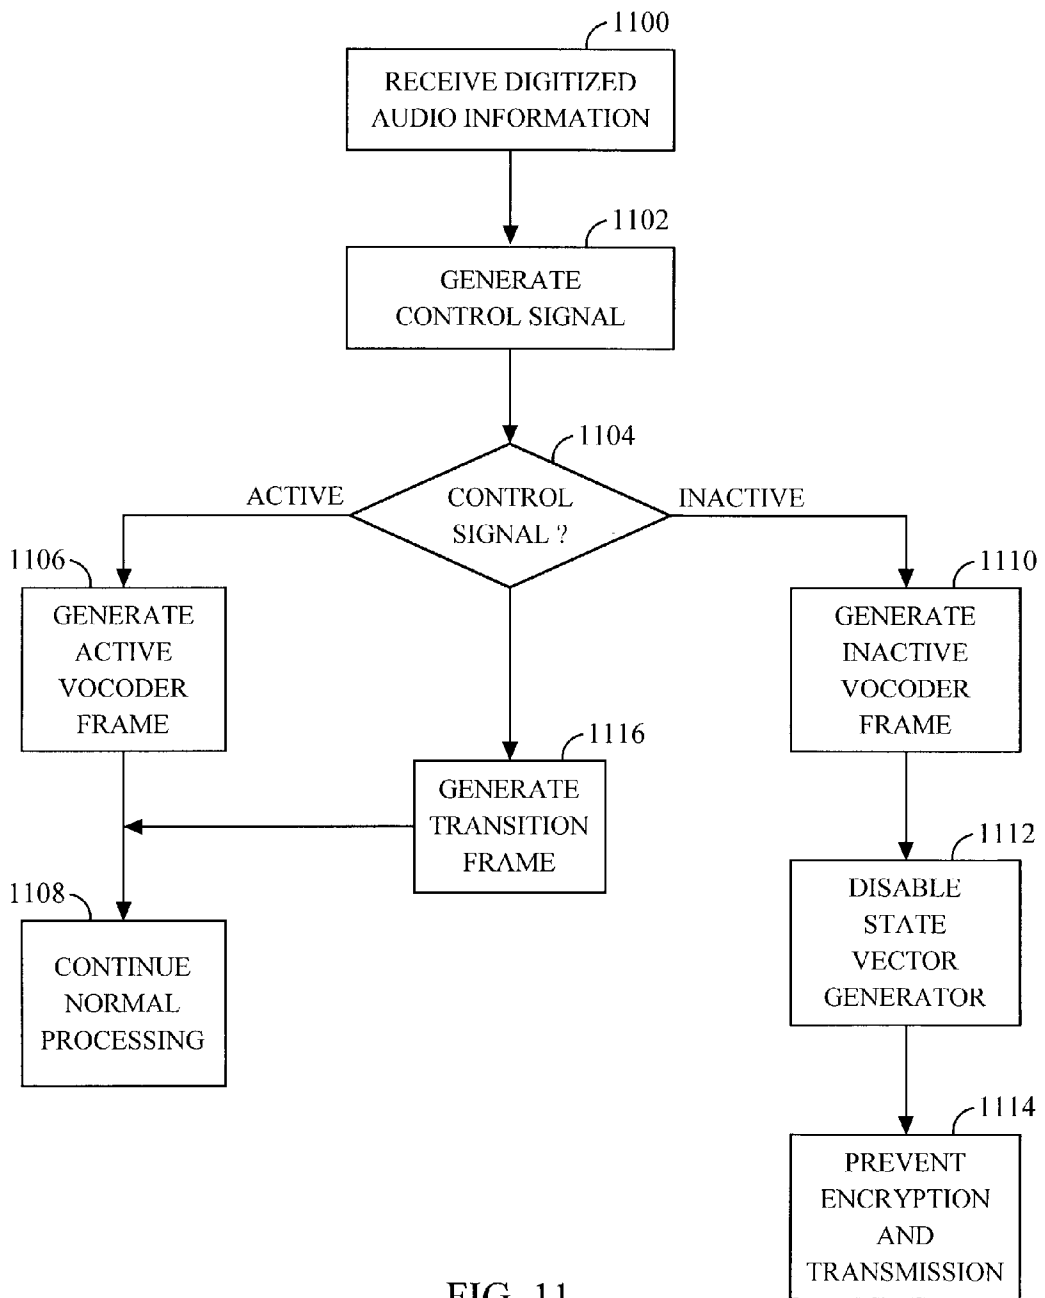 1100
RECEIVE DIGITIZED
AUDIO INFORMATION
1102
GENERATE
CONTROL SIGNAL
1104
CONTROL
SIGNAL ?
ACTIVE
INACTIVE
1106
GENERATE
ACTIVE
VOCODER
FRAME
1110
GENERATE
INACTIVE
VOCODER
FRAME
1116
GENERATE
TRANSITION
FRAME
1112
DISABLE
STATE
VECTOR
GENERATOR
1108
CONTINUE
NORMAL
PROCESSING
1114
PREVENT
ENCRYPTION
AND
TRANSMISSION
FIG. 11